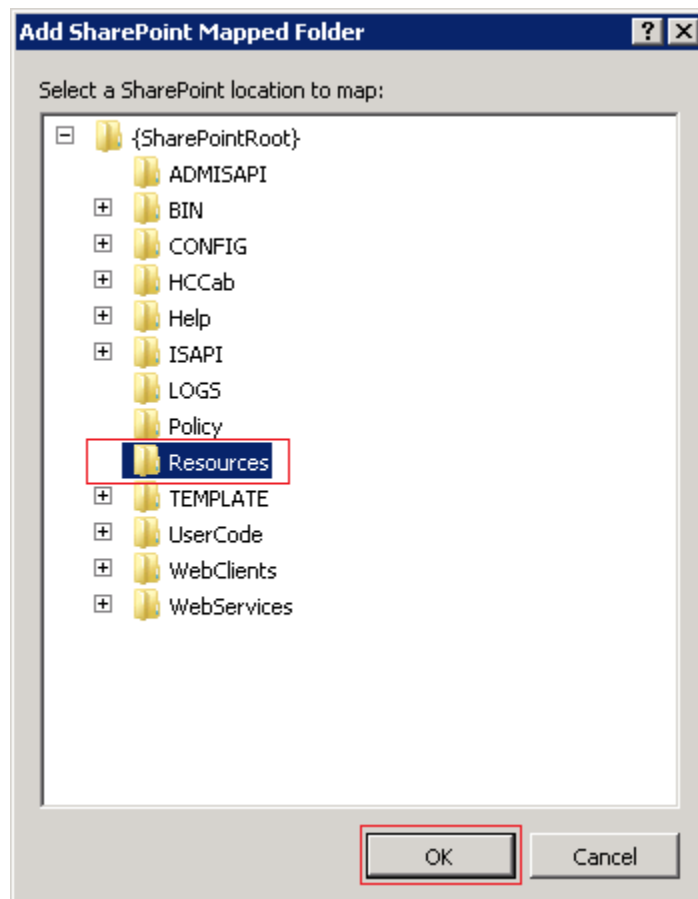 Add SharePoint Mapped Folder
Select a SharePoint location to map:
{SharePointRoot}
ADMISAPI
BIN
CONFIG
HCCab
Help
ISAPI
LOGS
Policy
Resources
TEMPLATE
UserCode
WebClients
WebServices
OK Cancel